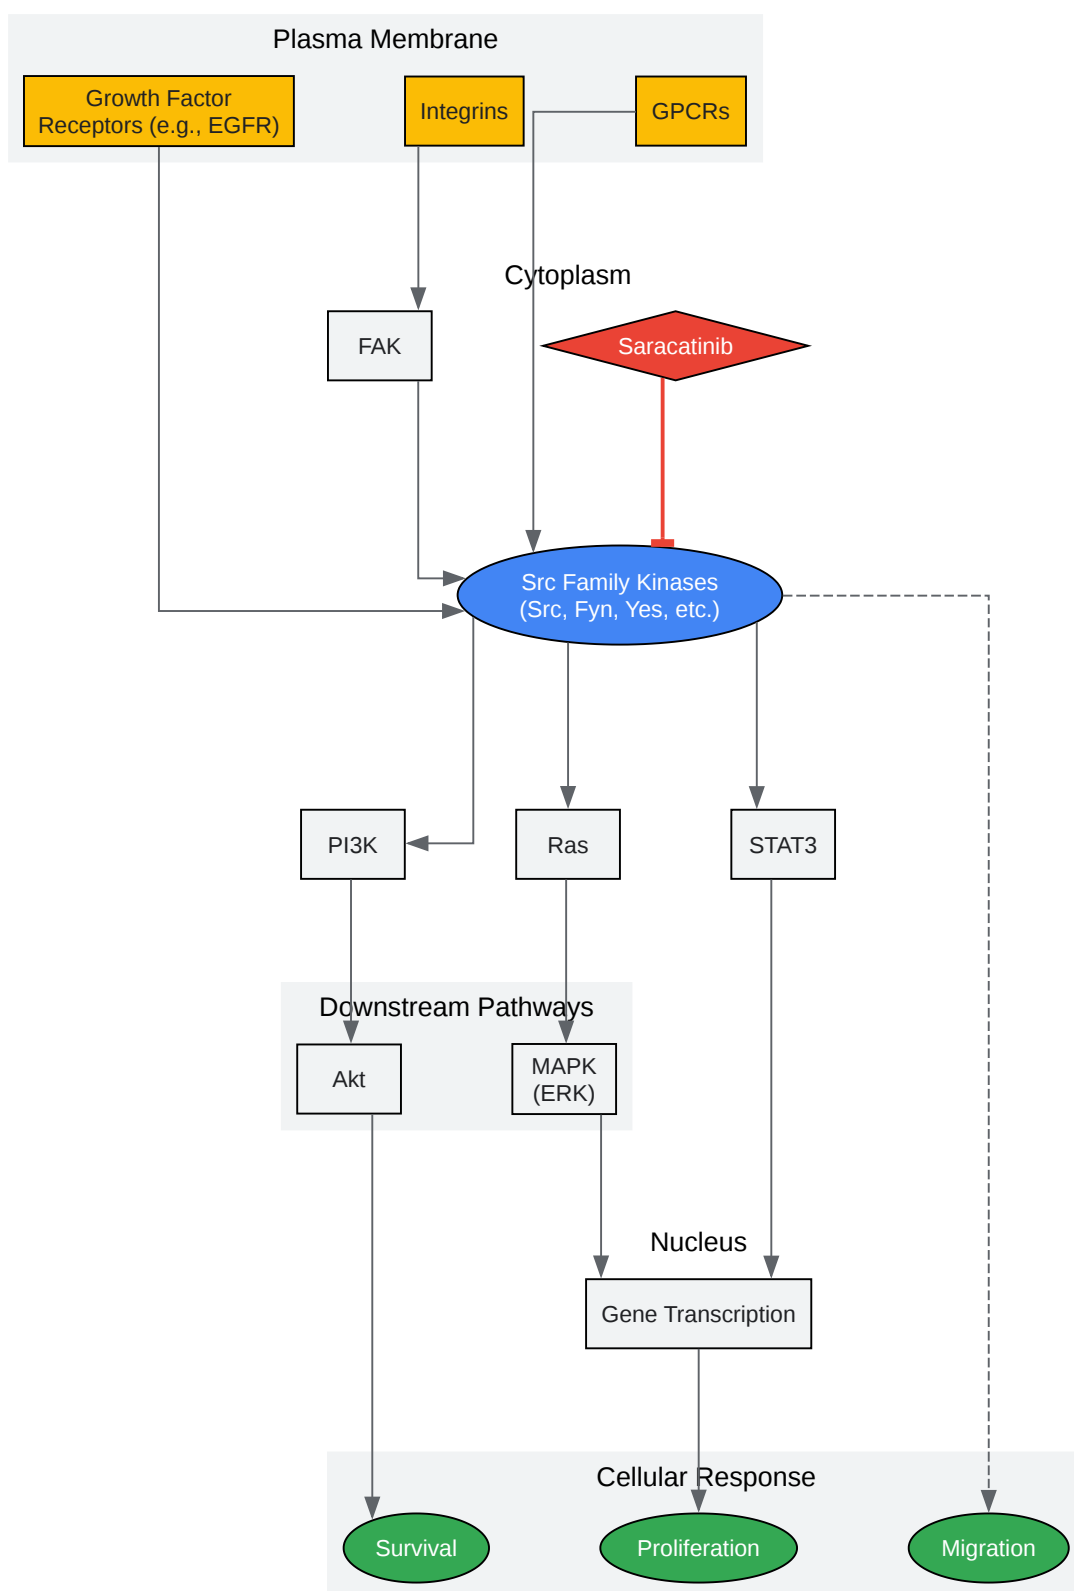 Plasma Membrane
Growth Factor
Receptors (e.g., EGFR)
Integrins
GPCRs
Cytoplasm
FAK
Saracatinib
Src Family Kinases
(Src, Fyn, Yes, etc.)
PI3K
Ras
STAT3
Downstream Pathways
Akt
MAPK
(ERK)
Nucleus
Gene Transcription
Cellular Response
Survival
Proliferation
Migration